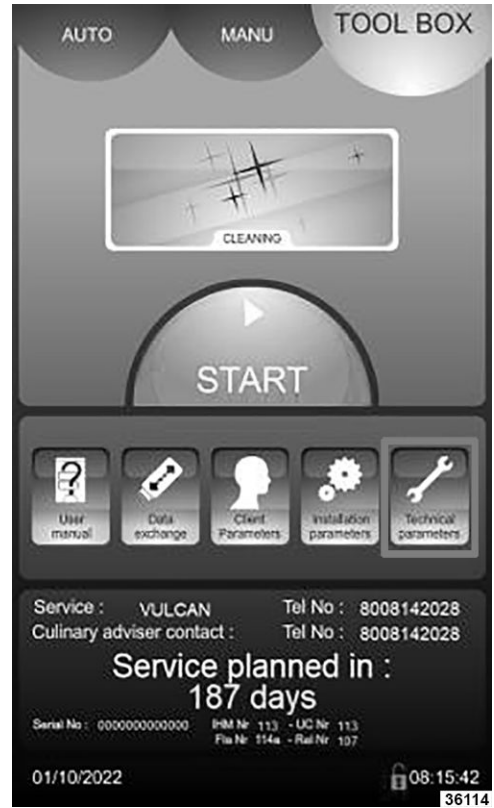 AUTO MANU TOOL BOX
CLEANING
START
User manual
Data exchange
Client Parameters
Installation parameters
Technical parameters
Service : VULCAN Tel No : 8008142028
Culinary adviser contact : Tel No : 8008142028
Service planned in :
187 days
Serial No : 0000000000000 IHM Nr 113 - UC Nr 113
Fla Nr 114a - Ral Nr 107
01/10/2022 08:15:42
36114